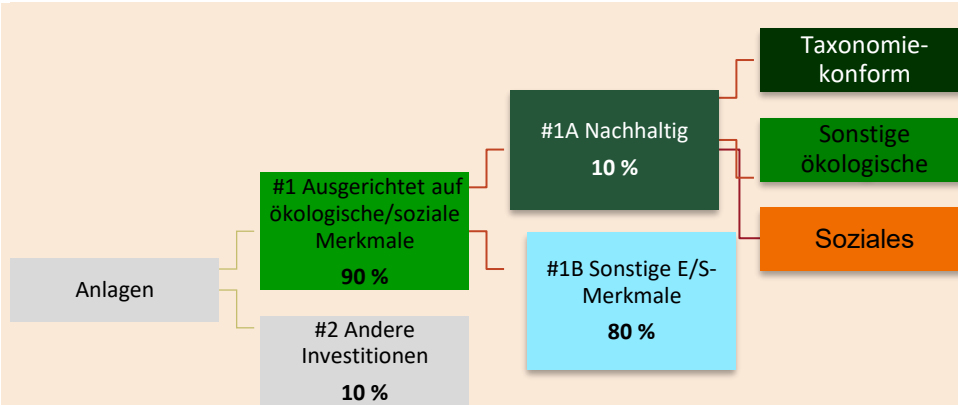 Anlagen
#1 Ausgerichtet auf
ökologische/soziale
Merkmale
90 %
#2 Andere
Investitionen
10 %
#1A Nachhaltig
10 %
#1B Sonstige E/S-
Merkmale
80 %
Taxonomie-
konform
Sonstige
ökologische
Soziales